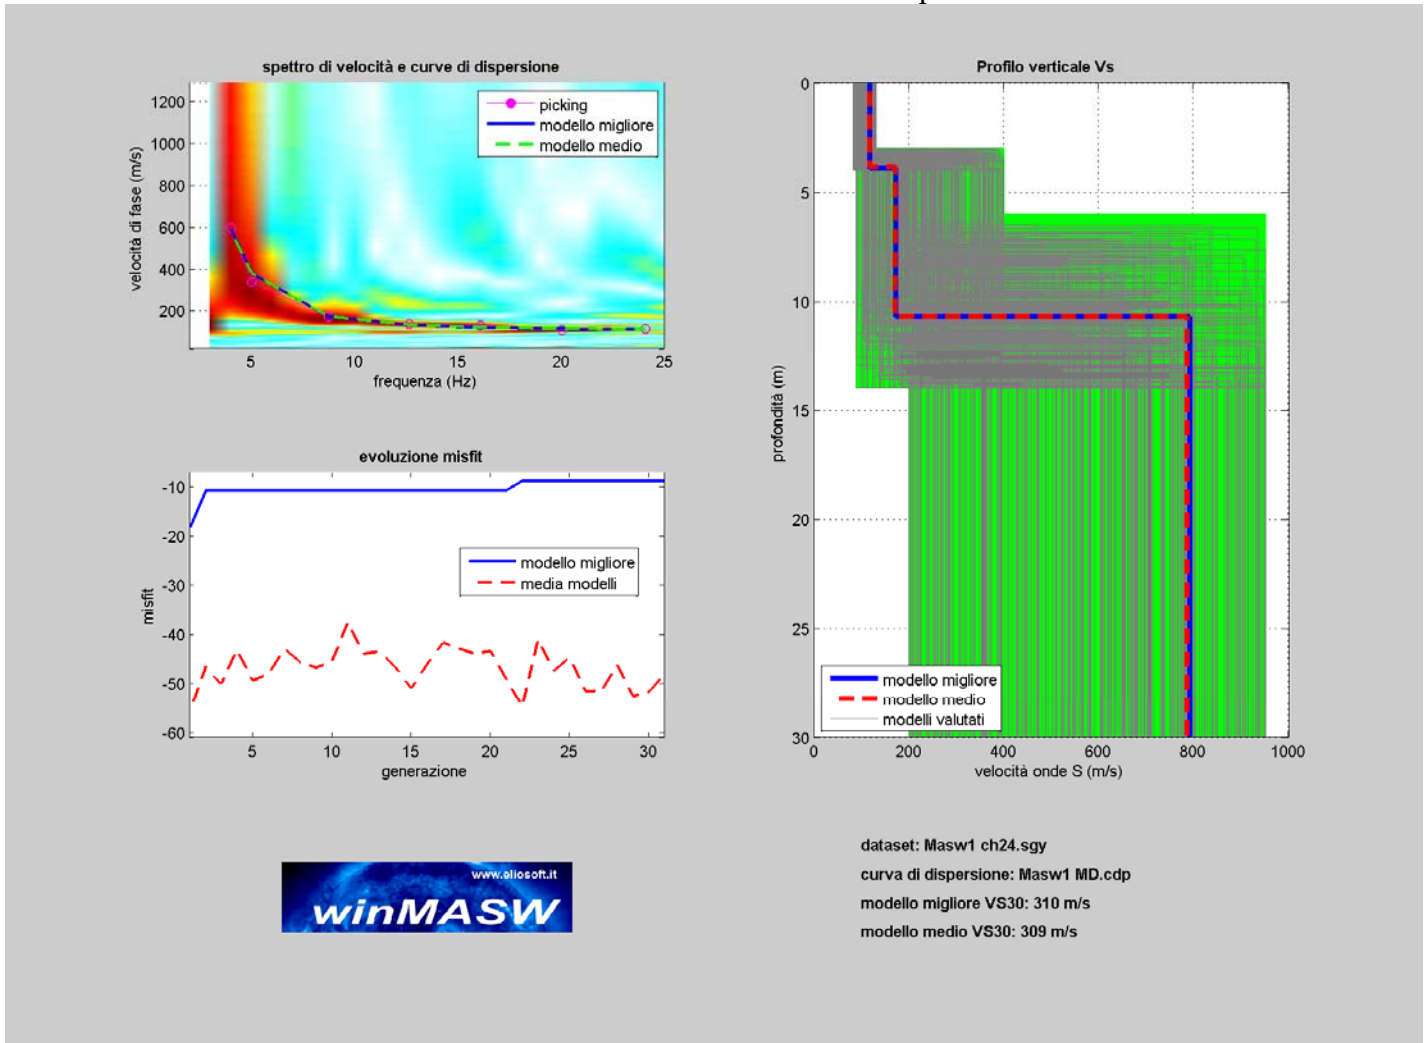 spettro di velocità e curve di dispersione
1200
1000
800
600
400
200
velocità di fase (m/s)
picking
modello migliore
modello medio
5
10
15
20
25
frequenza (Hz)
evoluzione misfit
-10
-20
-30
-40
-50
-60
misfit
modello migliore
media modelli
5
10
15
20
25
30
generazione
www.eliosoft.it
winMASW
Profilo verticale Vs
0
5
10
15
20
25
30
profondità (m)
modello migliore
modello medio
modelli valutati
0
200
400
600
800
1000
velocità onde S (m/s)
dataset: Masw1 ch24.sgy
curva di dispersione: Masw1 MD.cdp
modello migliore VS30: 310 m/s
modello medio VS30: 309 m/s